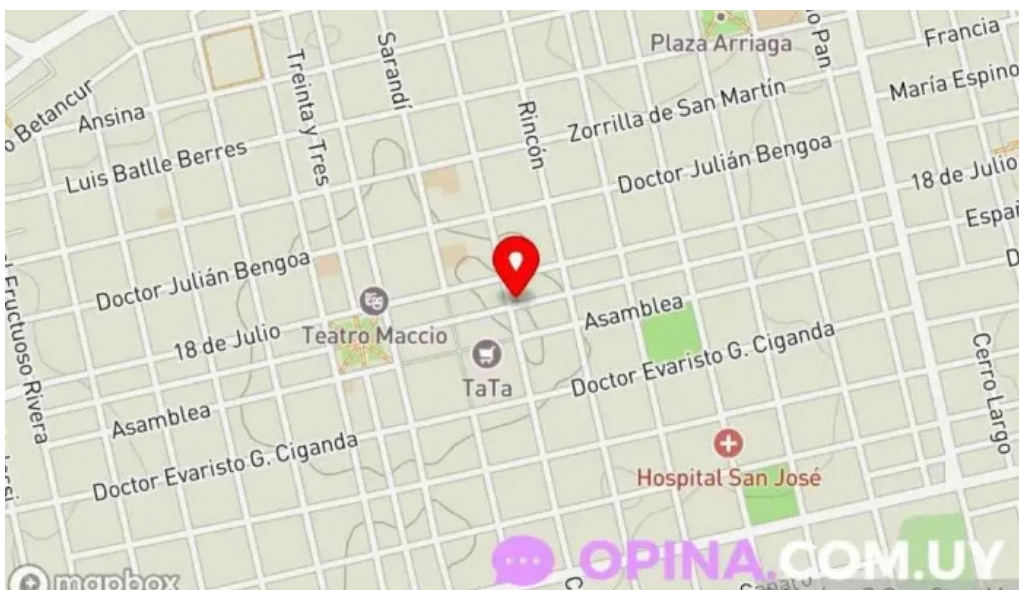 Plaza Arriaga
Francia
María Espino
Treinta y Tres
Sarandí
Rincón
Zorrilla de San Martín
o Pan
o Betancur
Ansina
Luis Batlle Berres
Doctor Julián Bengoa
18 de Julio
Españ
D
Doctor Julián Bengoa
18 de Julio
Teatro Maccio
TaTa
Asamblea
Doctor Evaristo G. Ciganda
Cerro Largo
Fructuoso Rivera
Asamblea
Doctor Evaristo G. Ciganda
Hospital San José
OPINA.COM.UY
mapbox